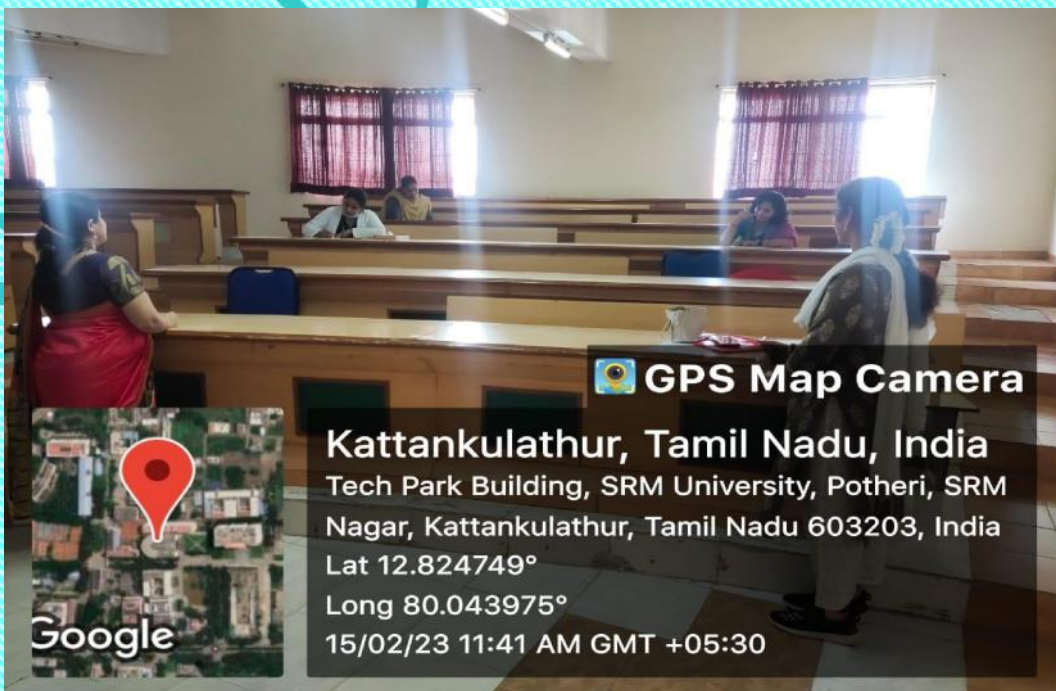 GPS Map Camera
Kattankulathur, Tamil Nadu, India
Tech Park Building, SRM University, Potheri, SRM
Nagar, Kattankulathur, Tamil Nadu 603203, India
Lat 12.824749°
Long 80.043975°
15/02/23 11:41 AM GMT +05:30
Google